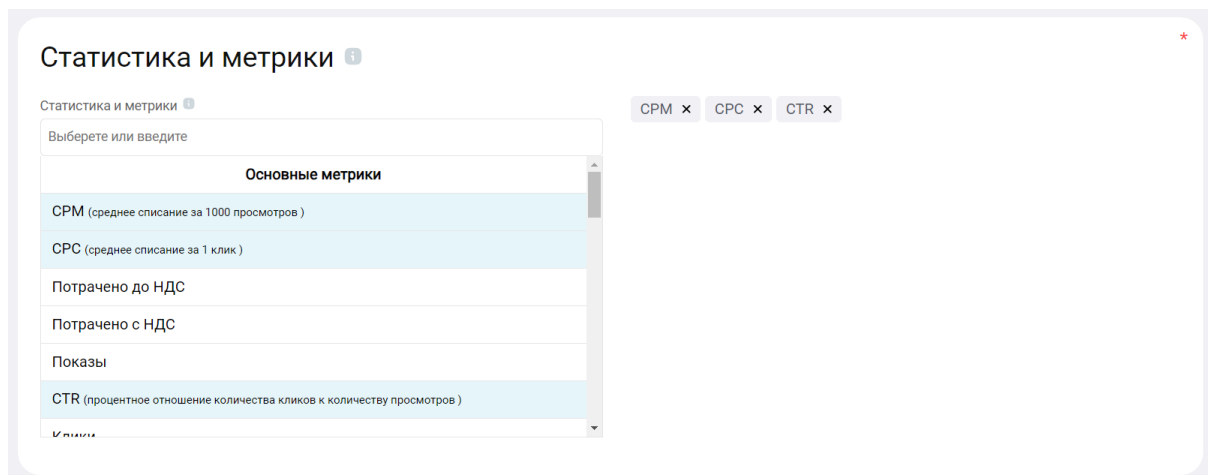 *
Статистика и метрики
Статистика и метрики
Выберете или введите
CPM × CPC × CTR ×
Основные метрики
CPM (среднее списание за 1000 просмотров )
CPC (среднее списание за 1 клик )
Потрачено до НДС
Потрачено с НДС
Показы
CTR (процентное отношение количества кликов к количеству просмотров )
Клики